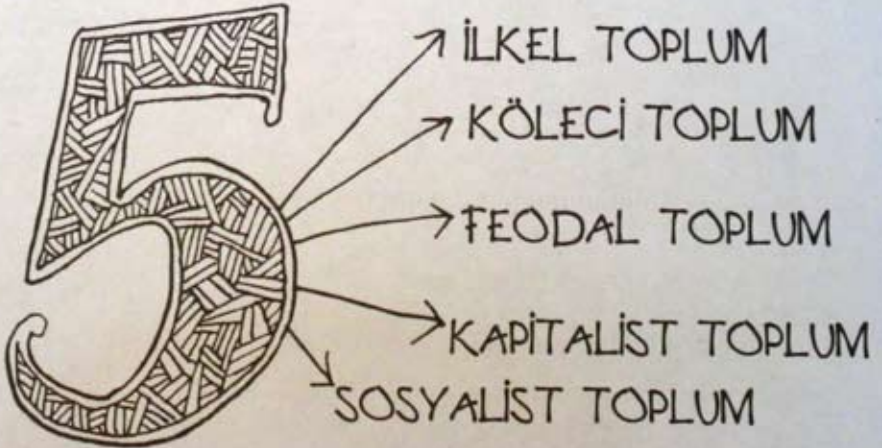 5
İLKEL TOPLUM
KÖLECİ TOPLUM
FEODAL TOPLUM
KAPİTALİST TOPLUM
SOSYALİST TOPLUM